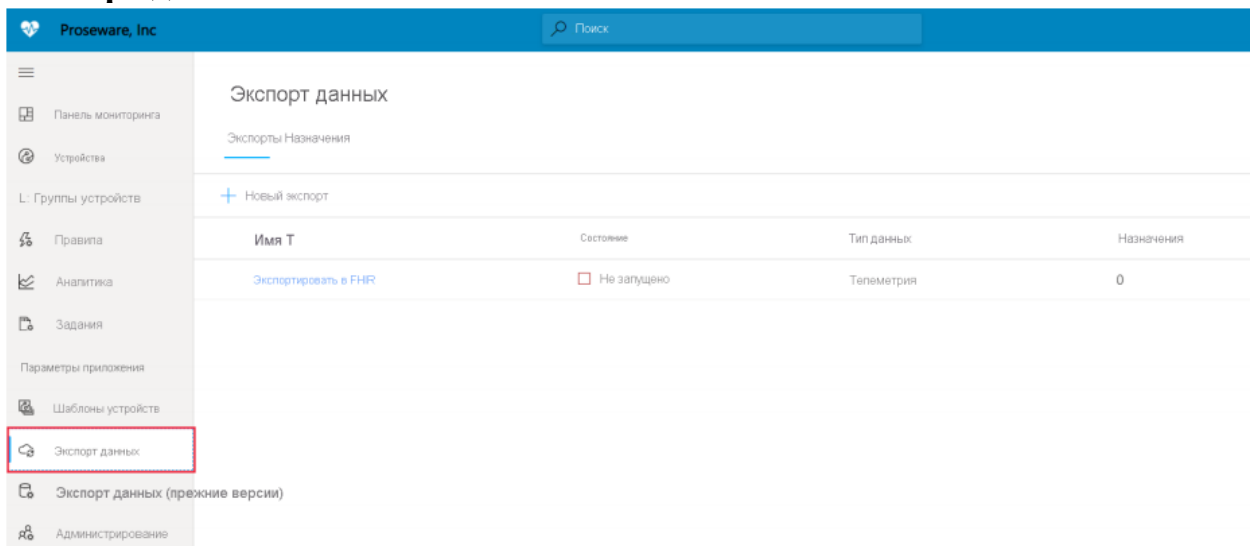 Proseware, Inc
Поиск
Панель мониторинга
Устройства
L: Группы устройств
Правила
Аналитика
Задания
Параметры приложения
Шаблоны устройств
Экспорт данных
Экспорт данных (прежние версии)
Администрирование
Экспорт данных
Экспорты Назначения
Новый экспорт
Имя T Состояние Тип данных Назначения
Экспортировать в FHIR Не запущено Телеметрия 0